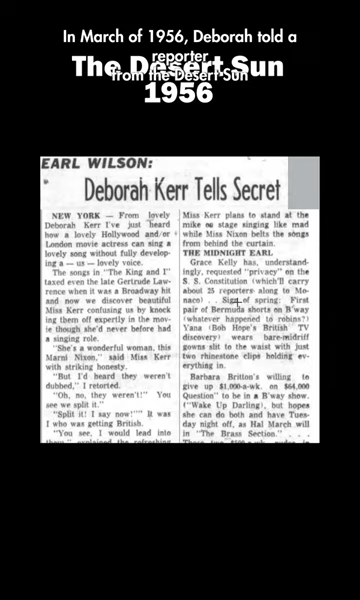 In March of 1956, Deborah told a
reporter
from the Desert Sun
The Desert Sun
1956
EARL WILSON:
Deborah Kerr Tells Secret
NEW YORK — From lovely
Deborah Kerr I've just heard
how a lovely Hollywood and/or
London movie actress can sing a
lovely song without fully develop-
ing a — us — lovely voice.
The songs in "The King and I"
taxed even the late Gertrude Law-
rence when it was a Broadway hit
and now we discover beautiful
Miss Kerr confusing us by knock
ing them off expertly in the mov-
ie though she'd never before had
a singing role.
"She's a wonderful woman, this
Marni Nixon," said Miss Kerr
with striking honesty.
"But I'd heard they weren't
dubbed," I retorted.
"Oh, no, they weren't!" You
see we split it."
"Split it! I say now!"" It was
I who was getting British.
"You see, I would lead into
them," explained the refreshing
Miss Kerr plans to stand at the
mike on stage singing like mad
while Miss Nixon belts the songs
from behind the curtain.
THE MIDNIGHT EARL
Grace Kelly has, understand-
ingly, requested "privacy" on the
S. S. Constitution (which'll carry
about 25 reporters along to Mo-
naco) . . Sign of spring: First
pair of Bermuda shorts on B'way
(whatever happened to robins?)
Yana (Bob Hope's British TV
discovery) wears bare-midriff
gowns slit to the waist with just
two rhinestone clips holding ev-
erything in.
Barbara Britton's willing to
give up $1,000-a-wk. on $64,000
Question" to be in a B'way show.
("Wake Up Darling), but hopes
she can do both and have Tues-
day night off, as Hal March will
in "The Brass Section." . . .